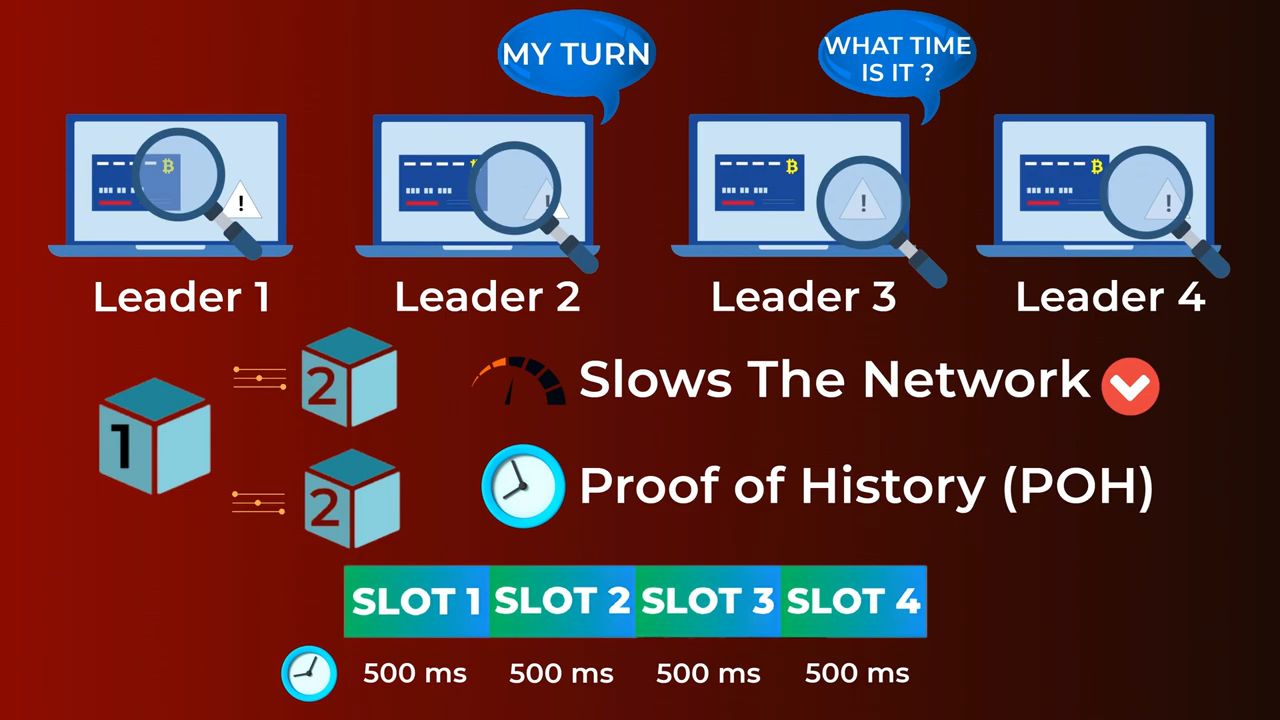 MY TURN
WHAT TIME
IS IT ?
!
!
!
!
Leader 1
Leader 2
Leader 3
Leader 4
1
2
2
Slows The Network
Proof of History (POH)
SLOT 1
SLOT 2
SLOT 3
SLOT 4
500 ms
500 ms
500 ms
500 ms